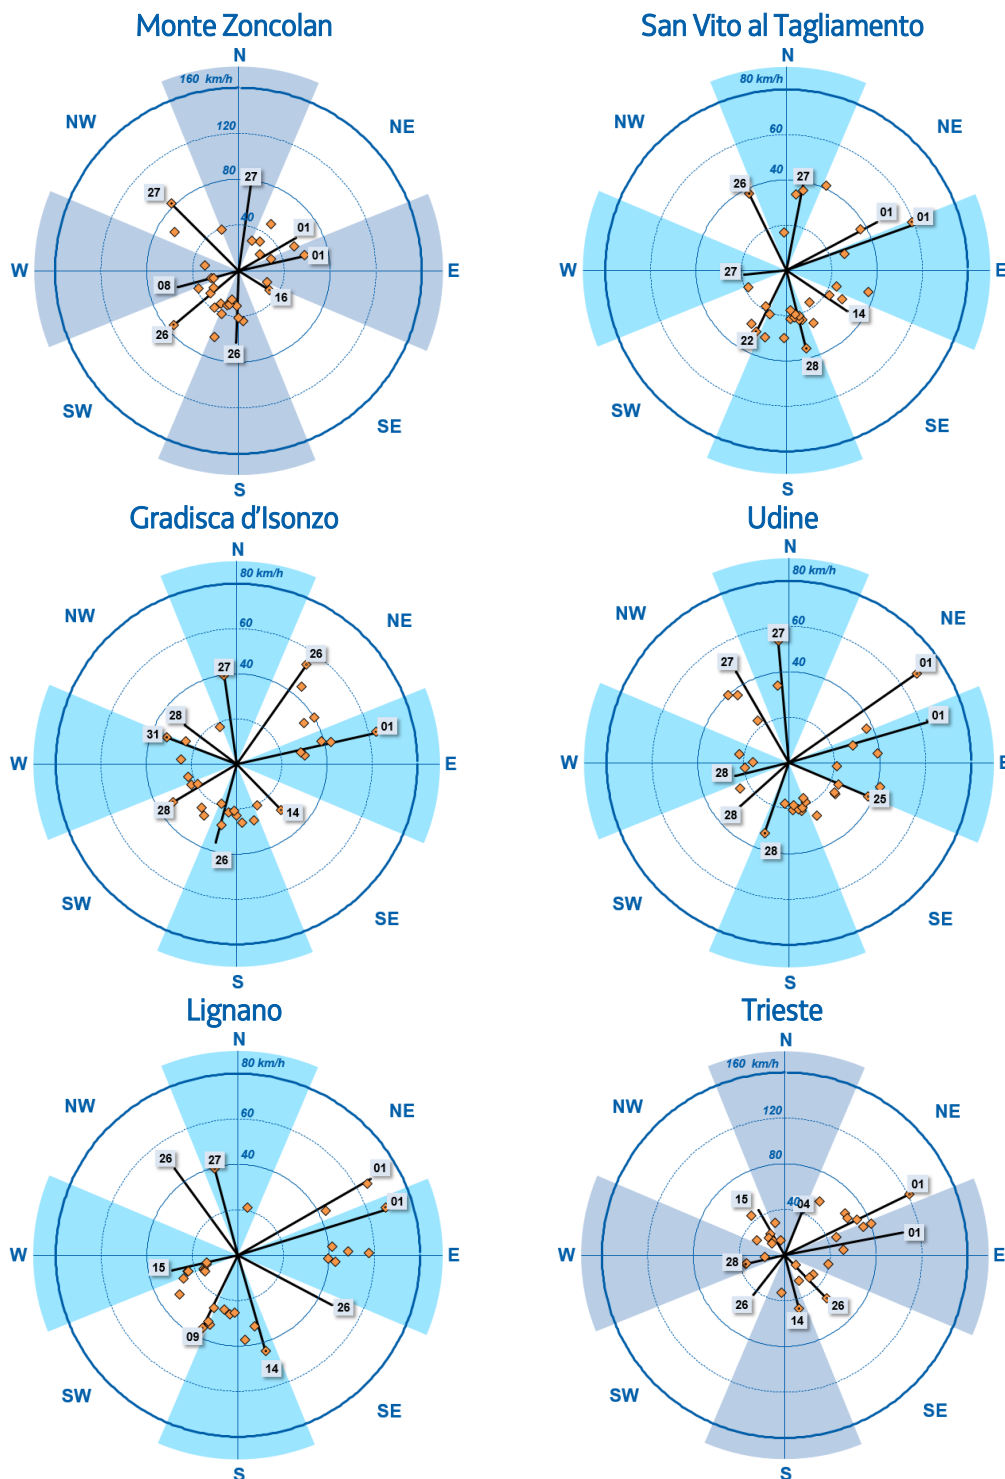 Monte Zoncolan
N
160 km/h
NW
NE
120
80
40
27
27
01
01
W
E
08
16
26
26
SW
SE
S
San Vito al Tagliamento
N
80 km/h
NW
NE
60
40
26
27
01
01
W
E
27
14
22
28
SW
SE
S
Gradisca d'Isonzo
N
80 km/h
NW
NE
60
40
26
27
28
01
31
W
E
28
14
26
SW
SE
S
Udine
N
80 km/h
NW
NE
60
40
27
27
01
01
W
E
28
25
28
28
SW
SE
S
Lignano
N
80 km/h
NW
NE
60
40
26
27
01
01
W
E
15
26
09
14
SW
SE
S
Trieste
N
160 km/h
NW
NE
120
80
40
15
04
01
01
W
E
28
26
26
14
SW
SE
S